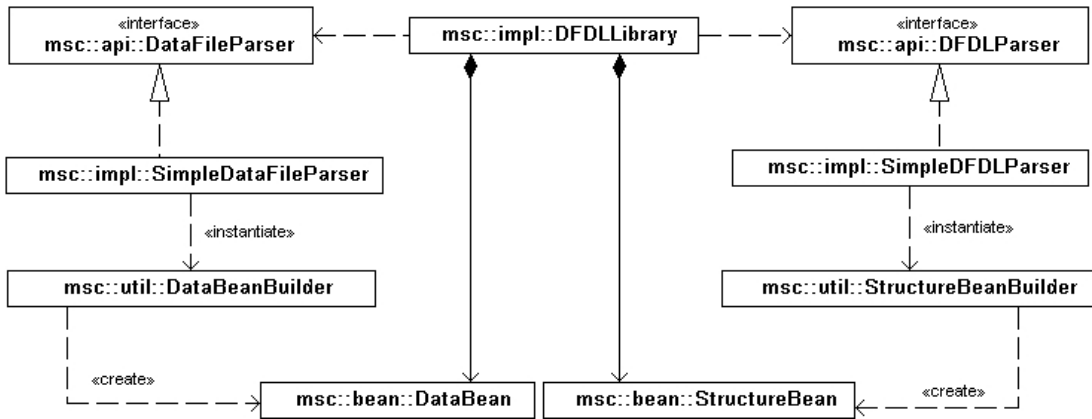 «interface»
msc::api::DataFileParser
msc::impl::DFDLLibrary
«interface»
msc::api::DFDLParser
msc::impl::SimpleDataFileParser
msc::impl::SimpleDFDLParser
«instantiate»
«instantiate»
msc::util::DataBeanBuilder
msc::util::StructureBeanBuilder
«create»
«create»
msc::bean::DataBean
msc::bean::StructureBean